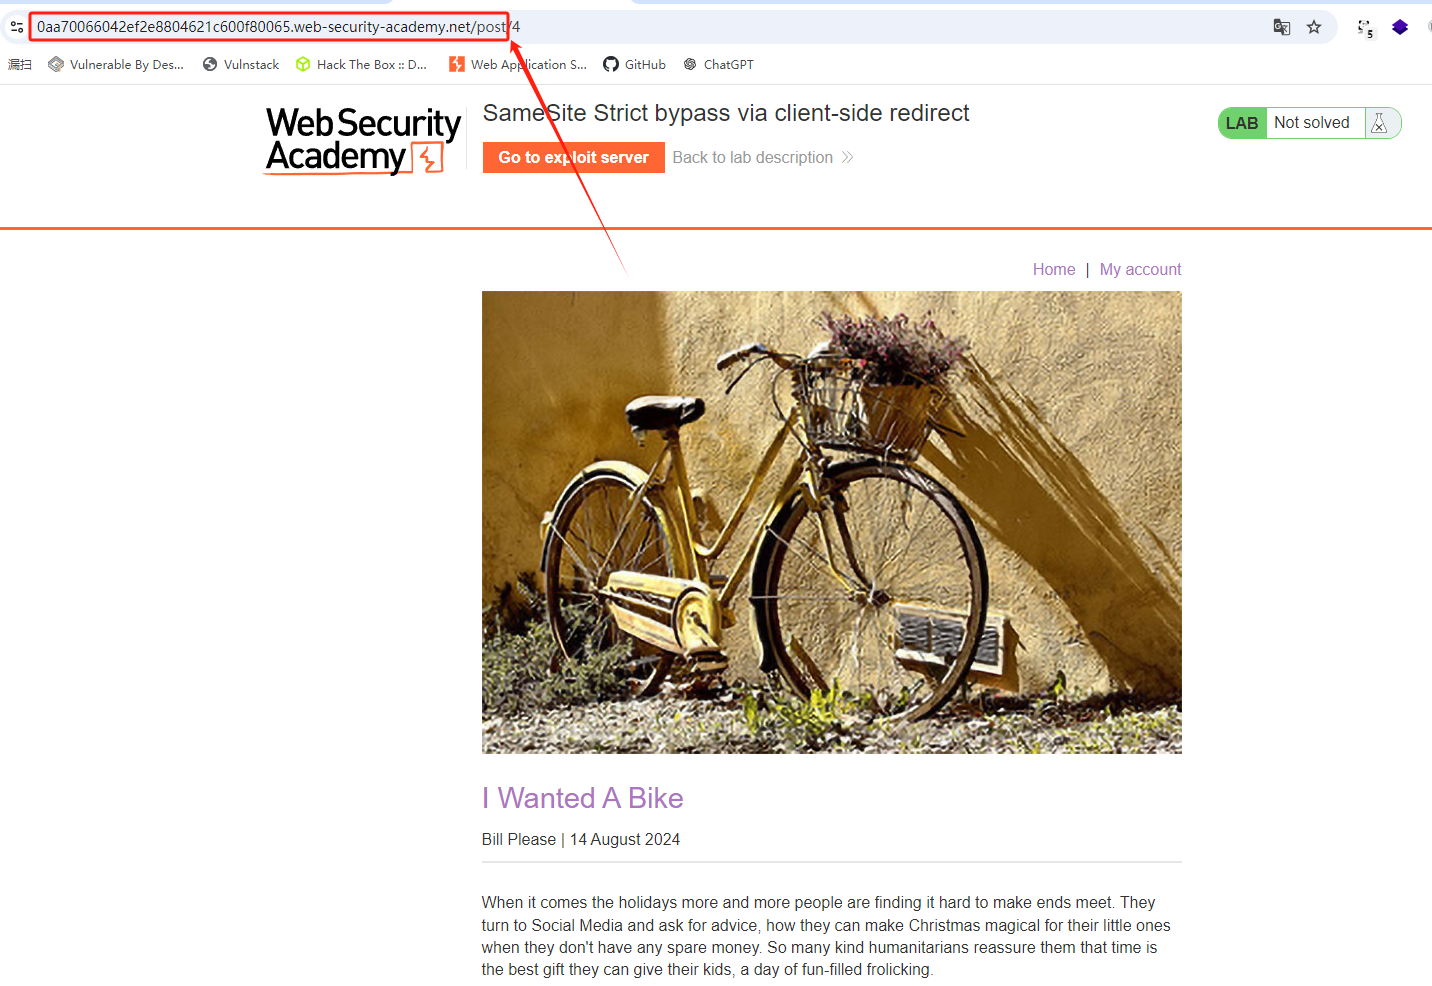 0aa70066042ef2e8804621c600f80065.web-security-academy.net/post/4
5
漏扫 Vulnerable By Des... Vulnstack Hack The Box :: D... Web Application S... GitHub ChatGPT
Web Security
Academy
SameSite Strict bypass via client-side redirect
Go to exploit server Back to lab description
LAB Not solved
Home | My account
I Wanted A Bike
Bill Please | 14 August 2024
When it comes the holidays more and more people are finding it hard to make ends meet. They
turn to Social Media and ask for advice, how they can make Christmas magical for their little ones
when they don't have any spare money. So many kind humanitarians reassure them that time is
the best gift they can give their kids, a day of fun-filled frolicking.